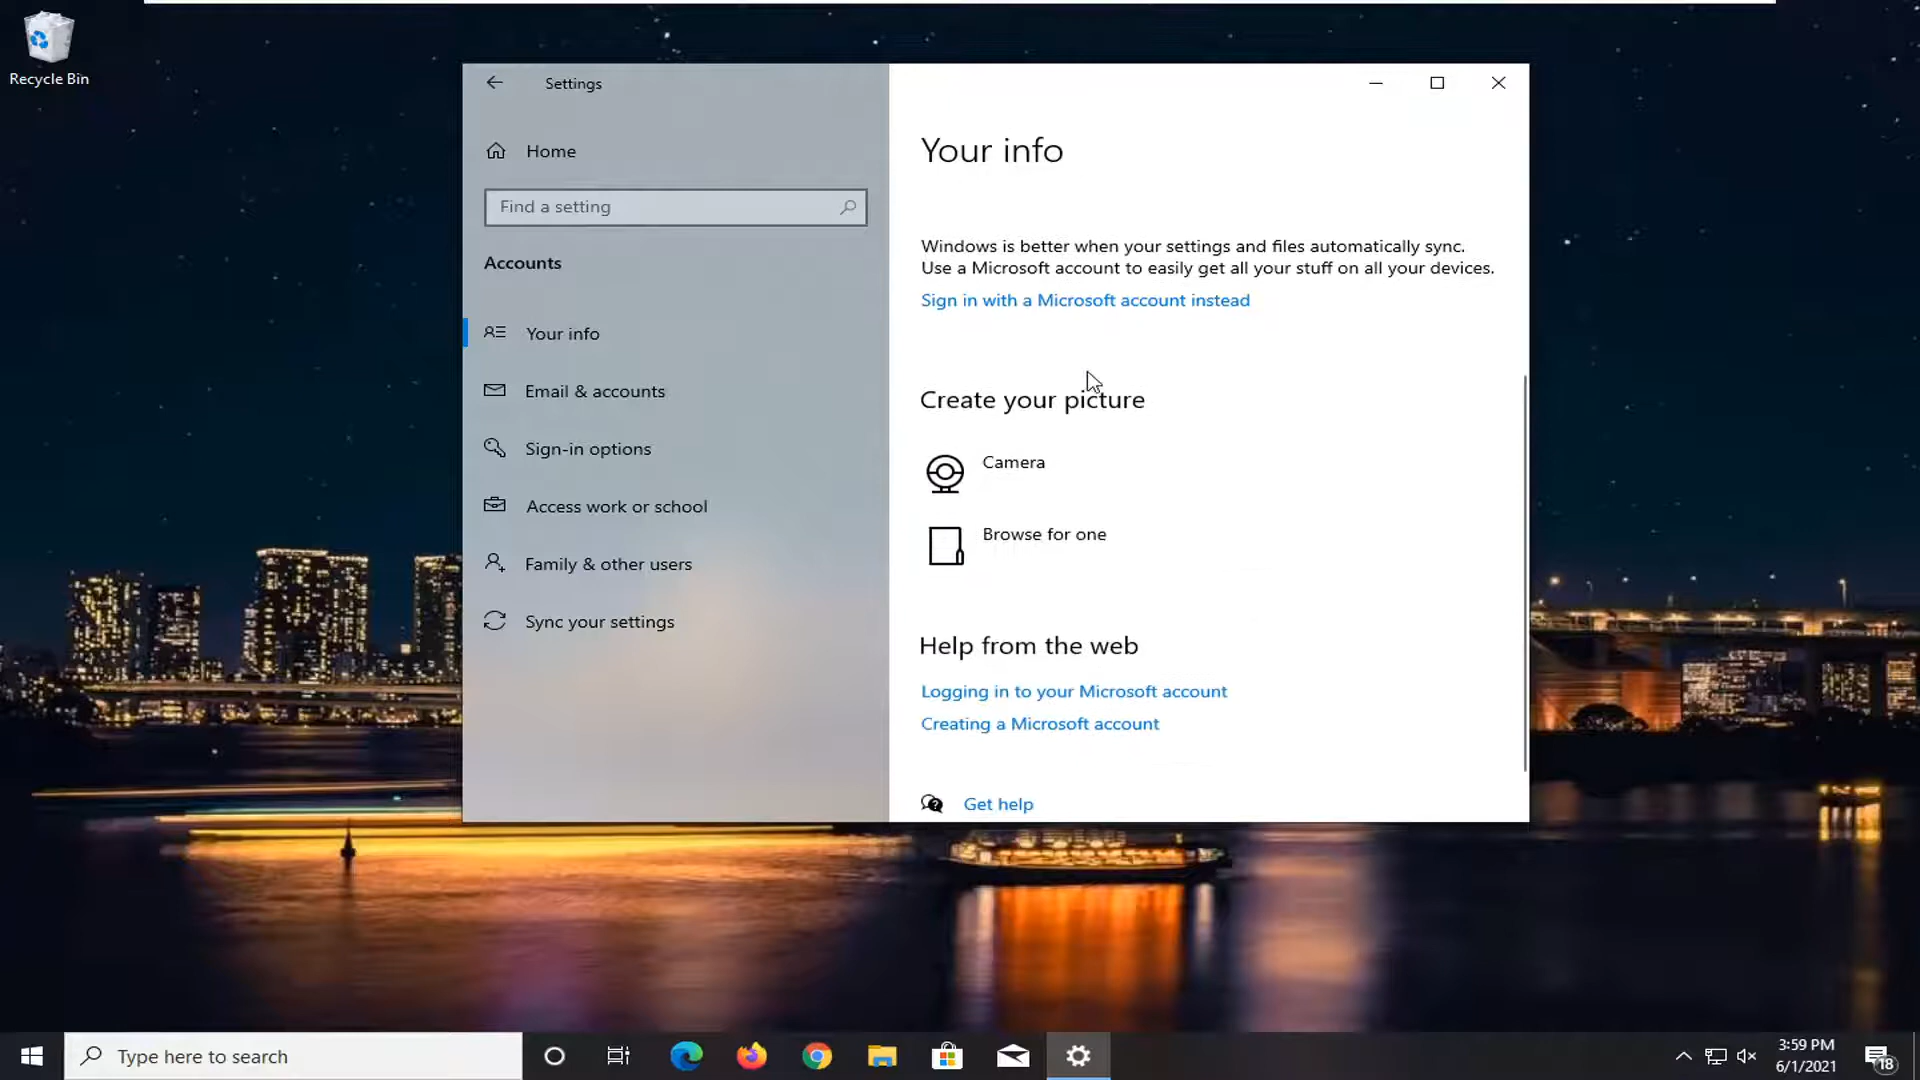 Recycle Bin
Settings
Home
Find a setting
Accounts
Your info
Email & accounts
Sign-in options
Access work or school
Family & other users
Sync your settings
Your info
Windows is better when your settings and files automatically sync.
Use a Microsoft account to easily get all your stuff on all your devices.
Sign in with a Microsoft account instead
Create your picture
Camera
Browse for one
Help from the web
Logging in to your Microsoft account
Creating a Microsoft account
Get help
Type here to search
3:59 PM
6/1/2021
18